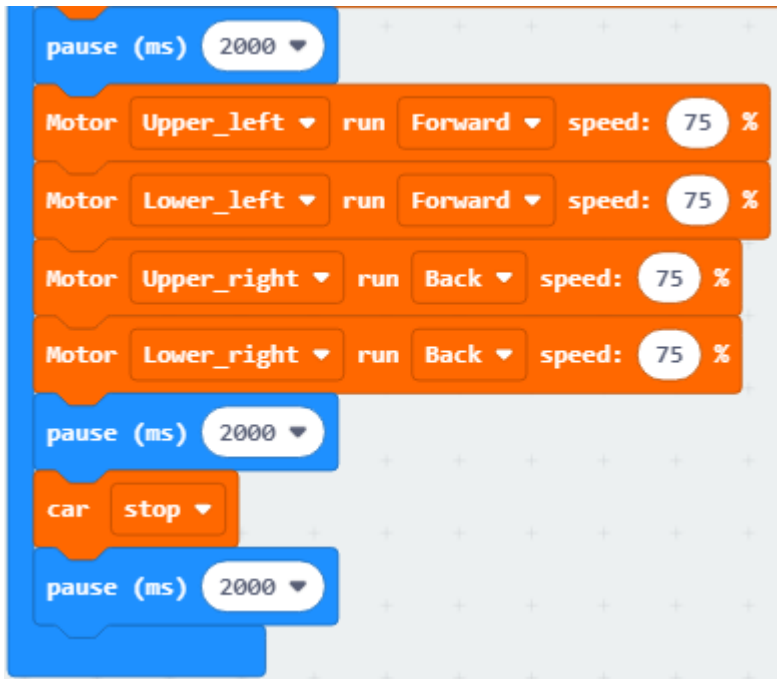 pause (ms) 2000
Motor Upper_left run Forward speed: 75 %
Motor Lower_left run Forward speed: 75 %
Motor Upper_right run Back speed: 75 %
Motor Lower_right run Back speed: 75 %
pause (ms) 2000
car stop
pause (ms) 2000